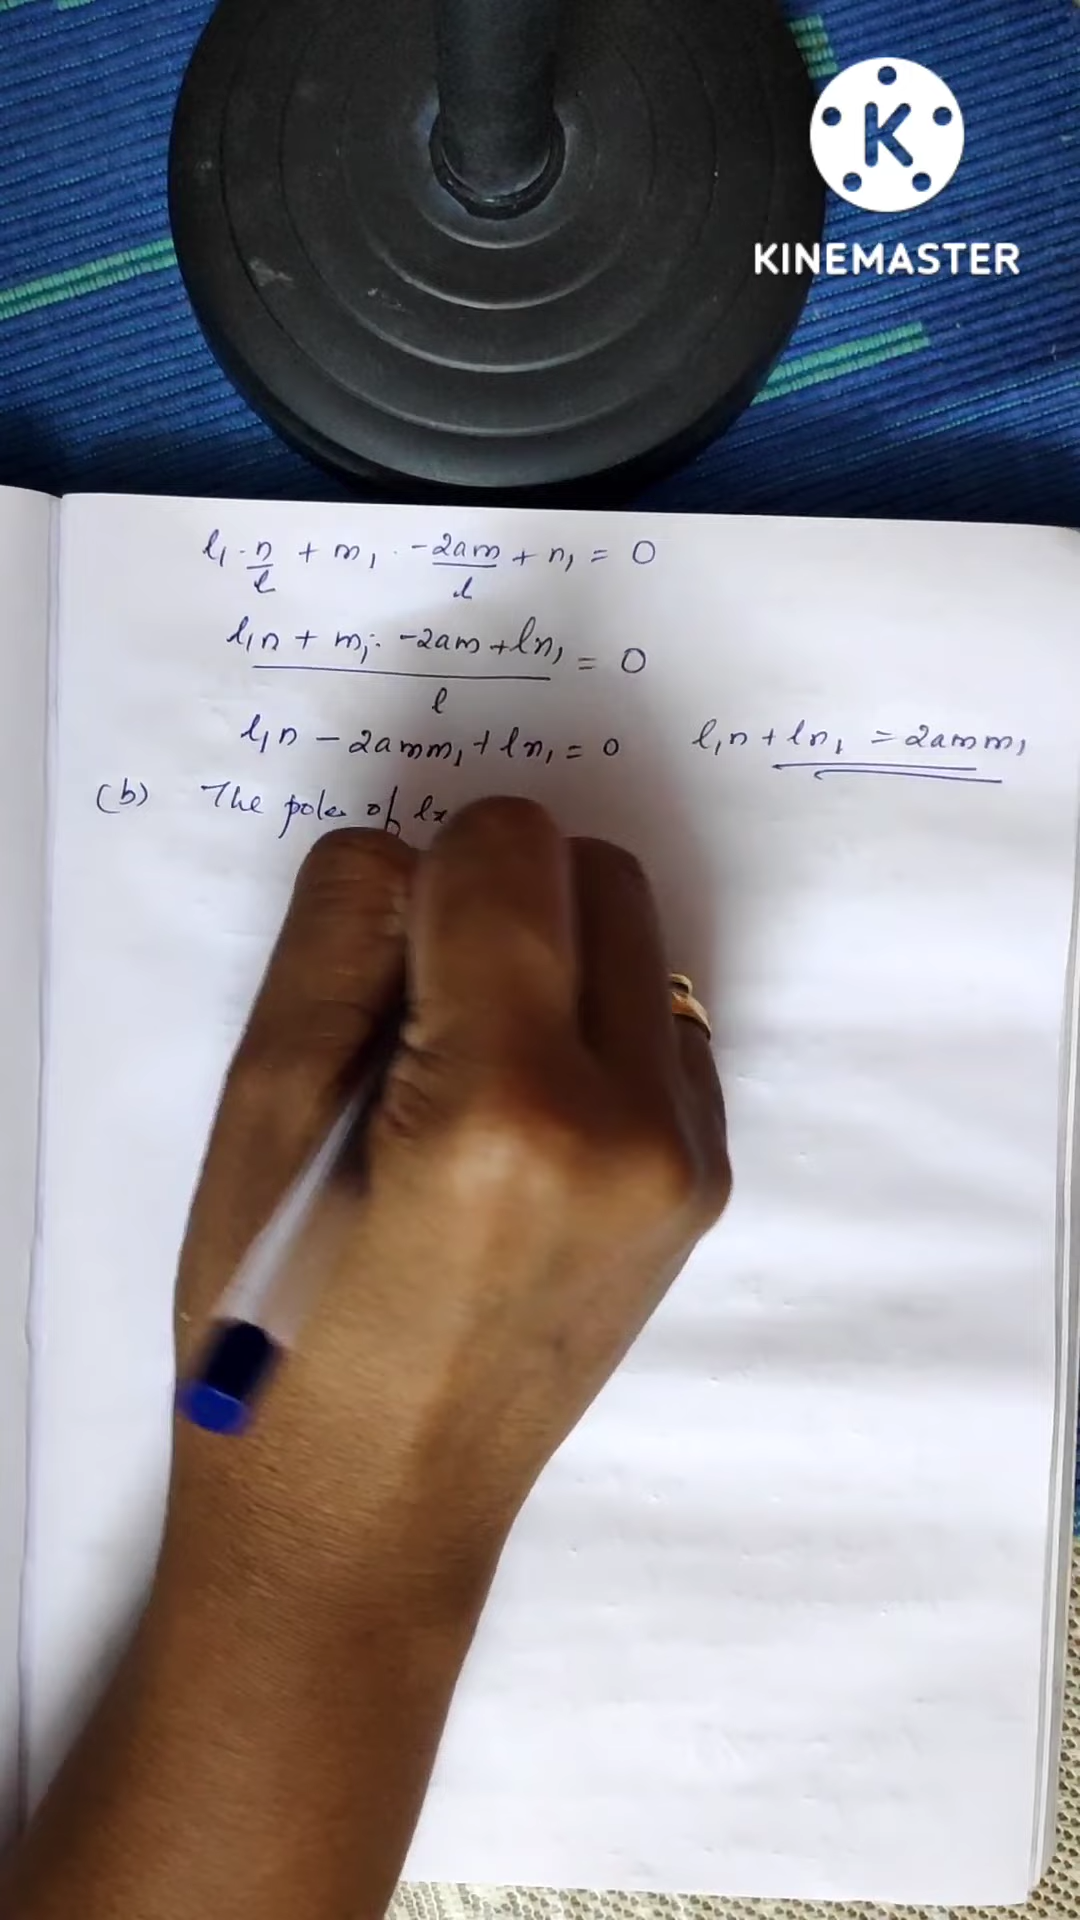 K
KINEMASTER
l₁ · n/l + m₁ · -2am/l + n₁ = 0
l₁n + m₁ · -2am + ln₁ / l = 0
l₁n - 2amm₁ + ln₁ = 0 l₁n + ln₁ = 2amm₁
(b) The pole of lx